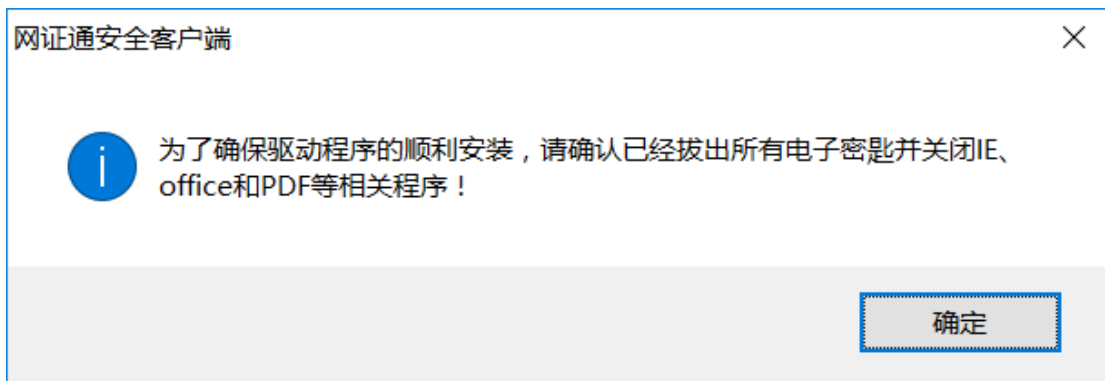 网证通安全客户端
为了确保驱动程序的顺利安装，请确认已经拔出所有电子密匙并关闭IE、
office和PDF等相关程序！
确定